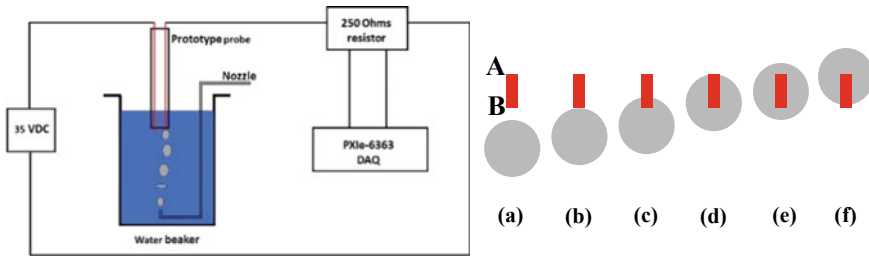 Prototype probe
250 Ohms
resistor
Nozzle
35 VDC
PXIe-6363
DAQ
Water beaker
A
B
(a) (b) (c) (d) (e) (f)